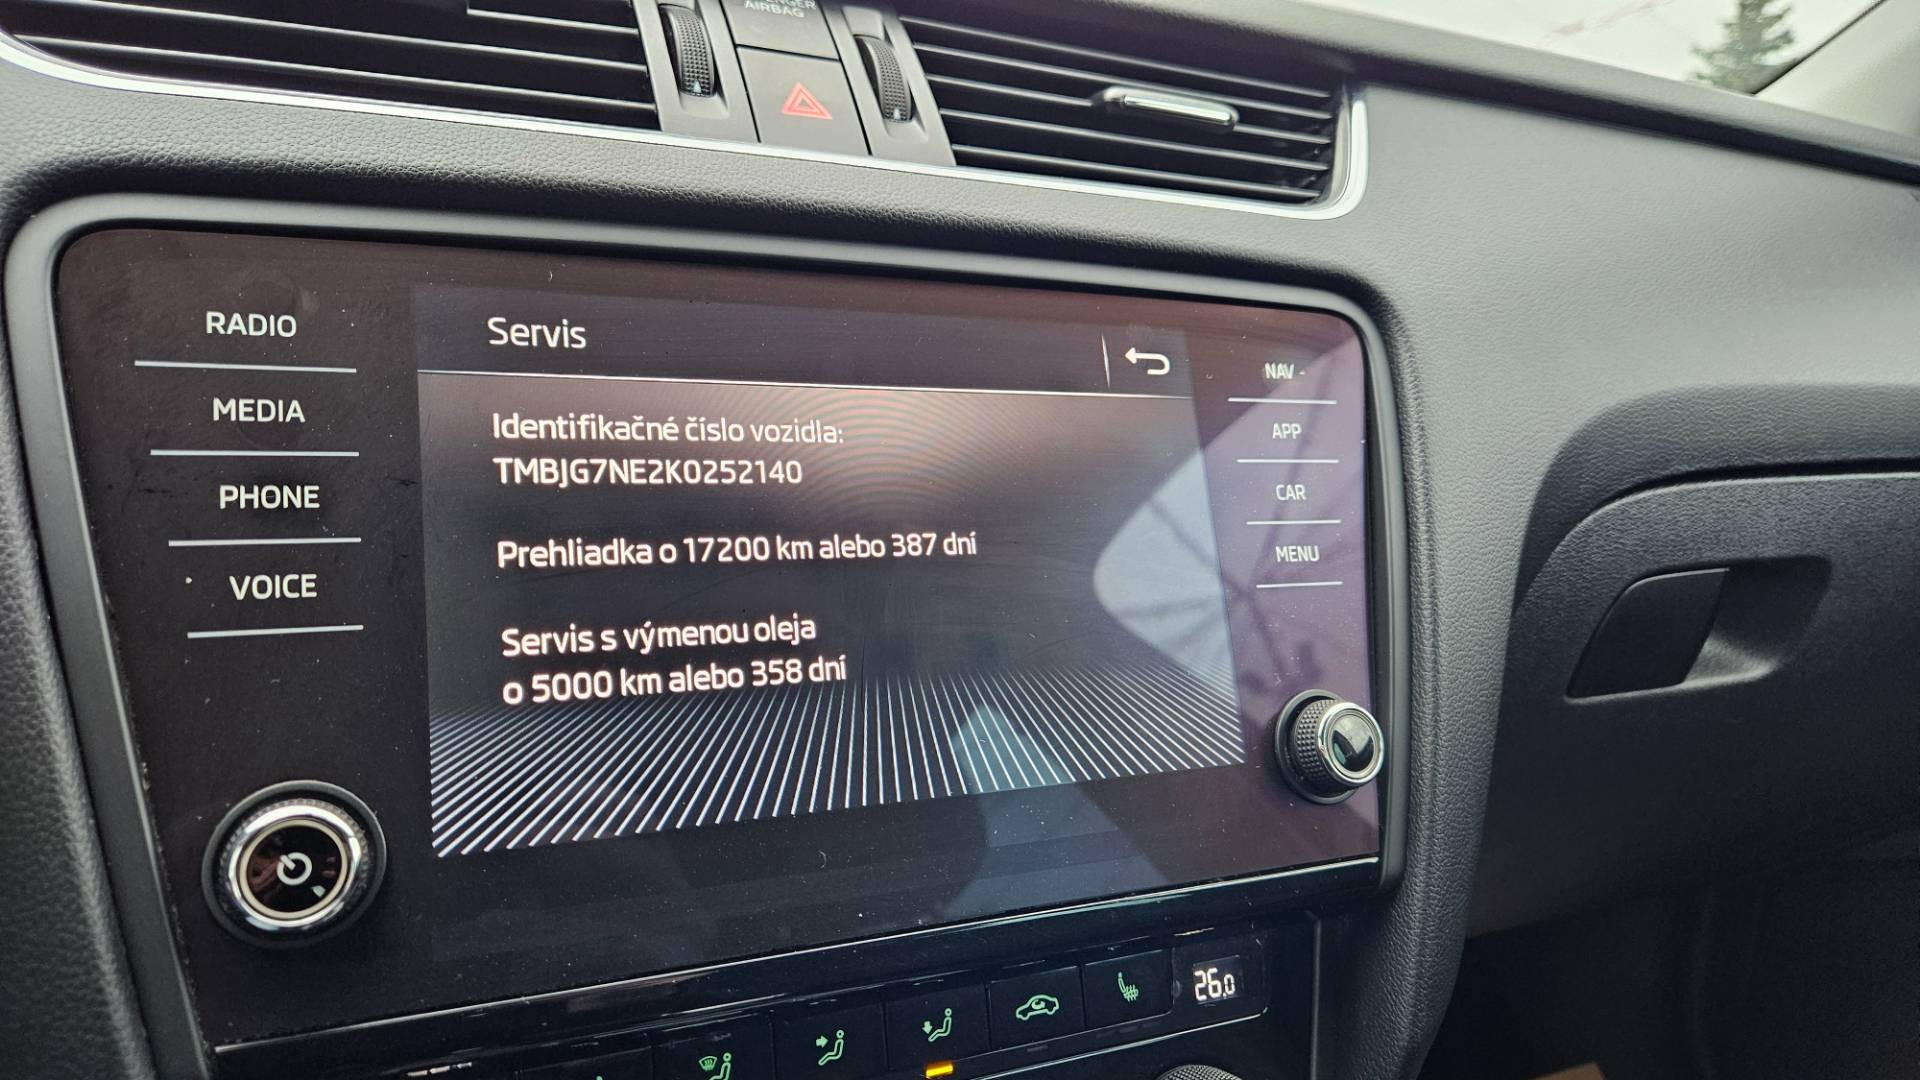 AIRBAG
RADIO
MEDIA
PHONE
VOICE
Servis
Identifikačné číslo vozidla:
TMBJG7NE2K0252140
Prehliadka o 17200 km alebo 387 dní
Servis s výmenou oleja
o 5000 km alebo 358 dní
NAV
APP
CAR
MENU
26.0